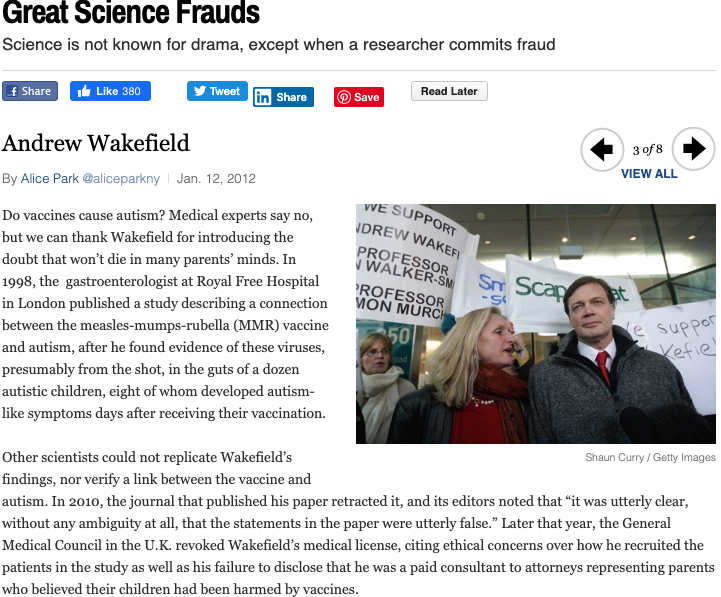 Great Science Frauds
Science is not known for drama, except when a researcher commits fraud
Share
Like 380
Tweet
Share
Save
Read Later
Andrew Wakefield
3 of 8
VIEW ALL
By Alice Park @aliceparkny | Jan. 12, 2012
Do vaccines cause autism? Medical experts say no,
but we can thank Wakefield for introducing the
doubt that won't die in many parents' minds. In
1998, the gastroenterologist at Royal Free Hospital
in London published a study describing a connection
between the measles-mumps-rubella (MMR) vaccine
and autism, after he found evidence of these viruses,
presumably from the shot, in the guts of a dozen
autistic children, eight of whom developed autism-
like symptoms days after receiving their vaccination.
WE SUPPORT
DREW WAKEF
PROFESSOR
WALKER-SM
PROFESSOR
MON MURCH
Sm
Scap
at
e suppor
kefie
50
Shaun Curry / Getty Images
Other scientists could not replicate Wakefield's
findings, nor verify a link between the vaccine and
autism. In 2010, the journal that published his paper retracted it, and its editors noted that “it was utterly clear,
without any ambiguity at all, that the statements in the paper were utterly false.” Later that year, the General
Medical Council in the U.K. revoked Wakefield's medical license, citing ethical concerns over how he recruited the
patients in the study as well as his failure to disclose that he was a paid consultant to attorneys representing parents
who believed their children had been harmed by vaccines.